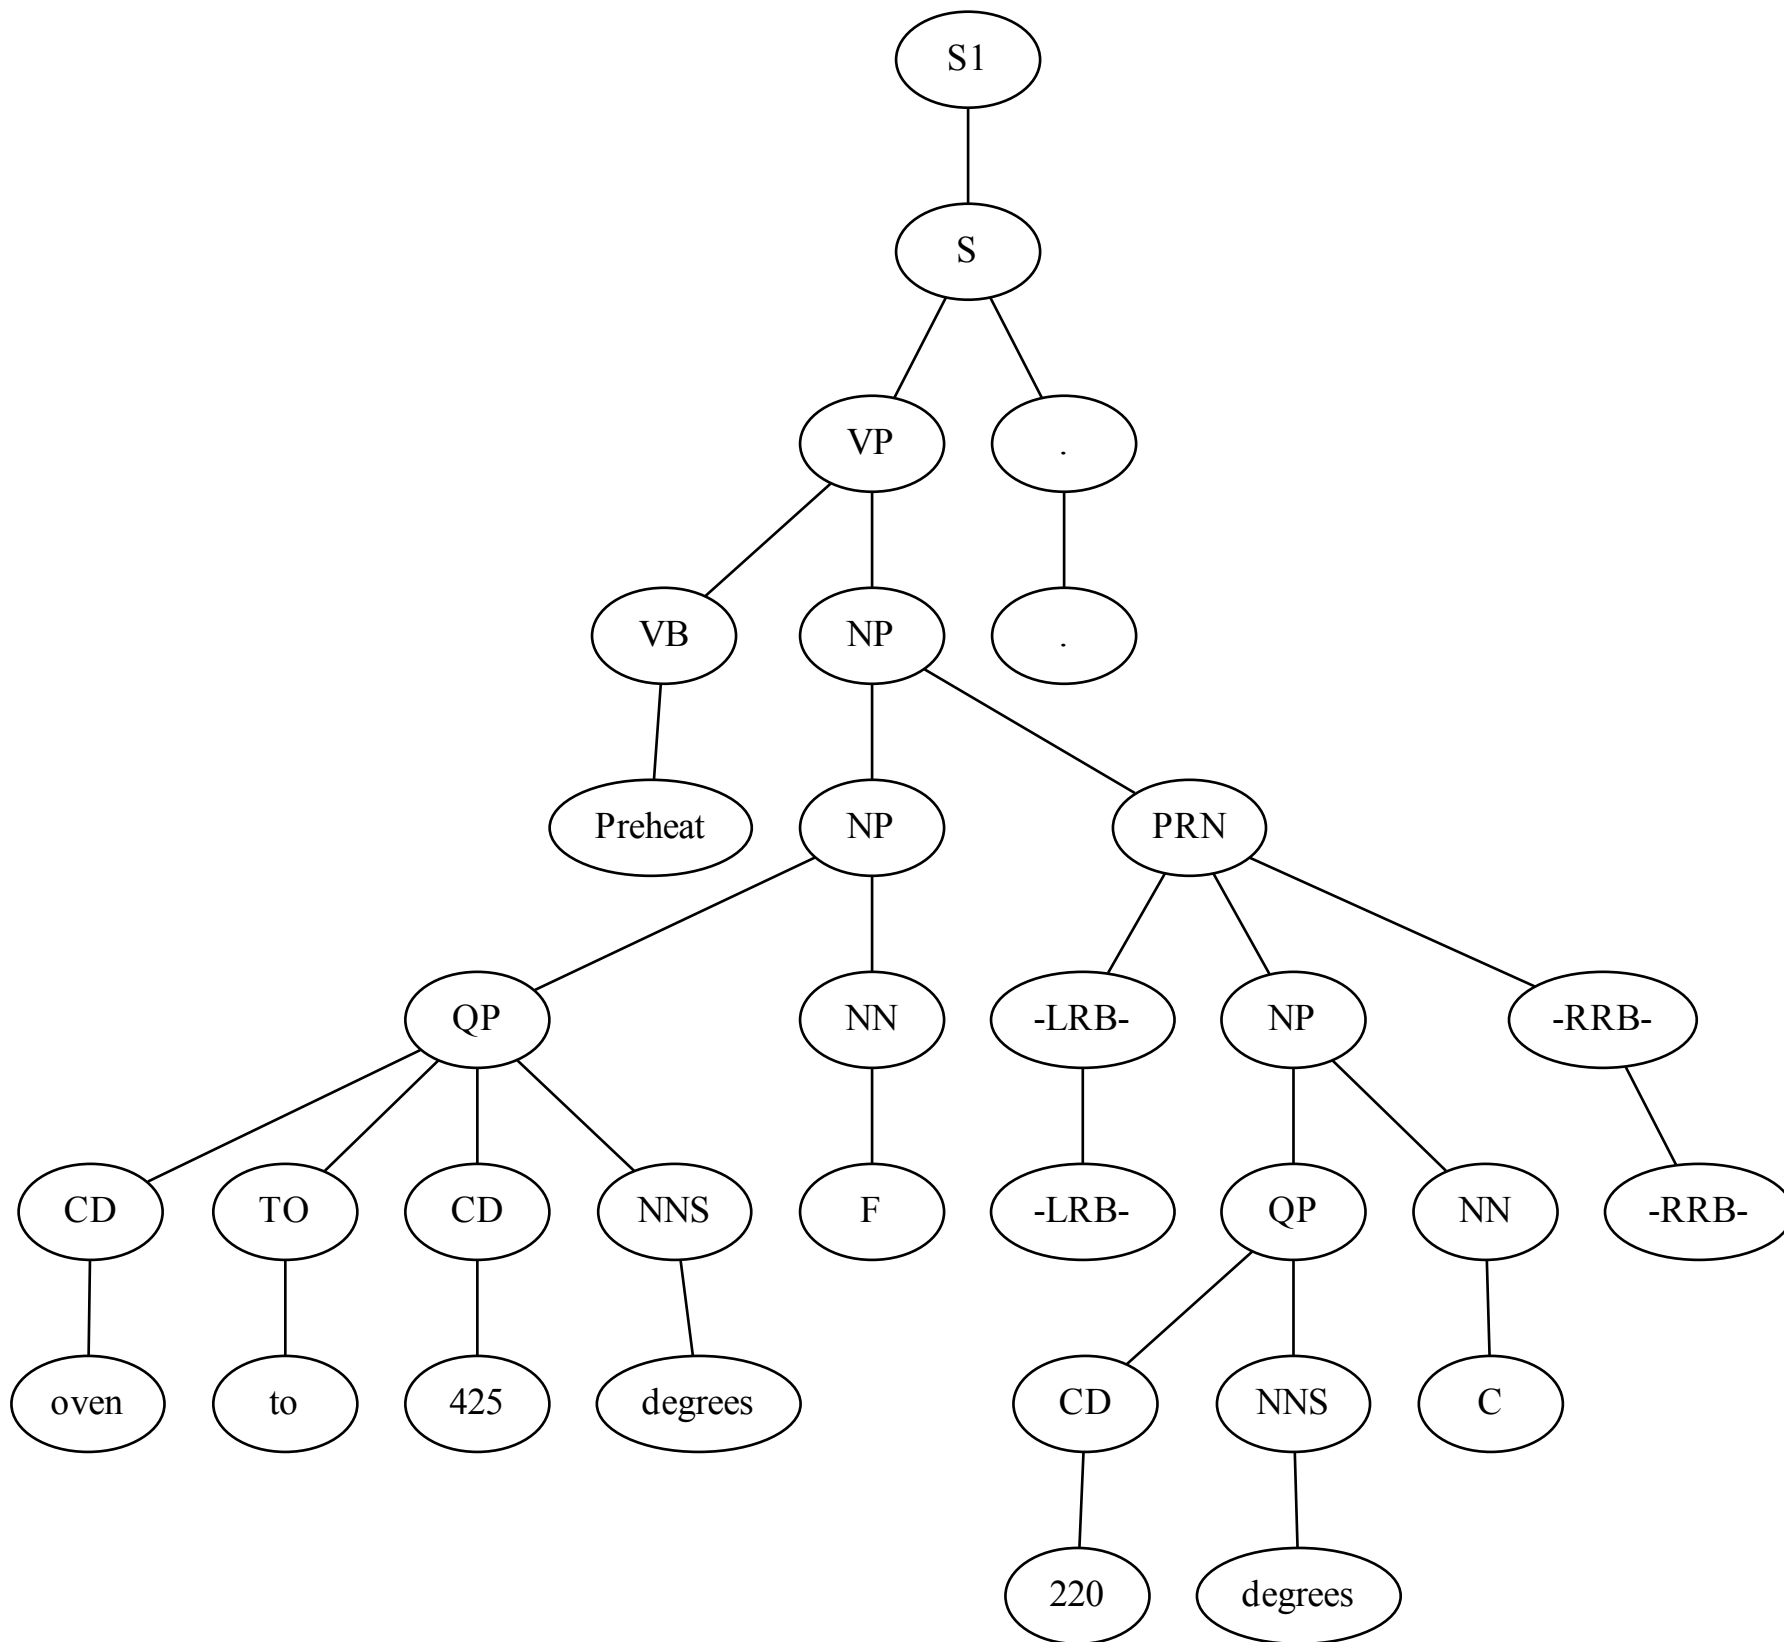 S1
S
VP .
VB NP .
Preheat NP PRN
QP NN -LRB- NP -RRB-
CD TO CD NNS F -LRB- QP NN -RRB-
oven to 425 degrees CD NNS C
220 degrees